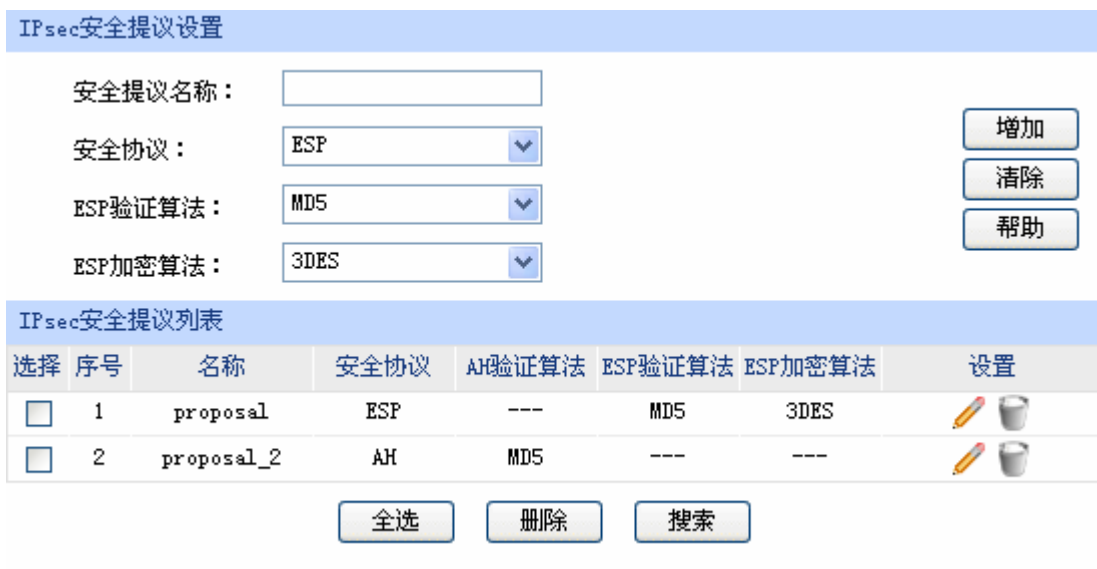 IPsec安全提议设置
安全提议名称：
增加
安全协议： ESP
清除
ESP验证算法： MD5
帮助
ESP加密算法： 3DES
IPsec安全提议列表
选择 序号 名称 安全协议 AH验证算法 ESP验证算法 ESP加密算法 设置
1 proposal ESP --- MD5 3DES
2 proposal_2 AH MD5 --- ---
全选 删除 搜索